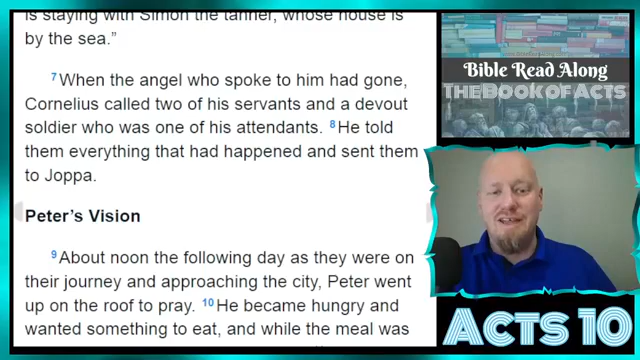 is staying with Simon the tanner, whose house is
by the sea.”
7 When the angel who spoke to him had gone,
Cornelius called two of his servants and a devout
soldier who was one of his attendants. 8 He told
them everything that had happened and sent them
to Joppa.
Peter’s Vision
9 About noon the following day as they were on
their journey and approaching the city, Peter went
up on the roof to pray. 10 He became hungry and
wanted something to eat, and while the meal was
Bible Read Along
The Book of Acts
Acts 10